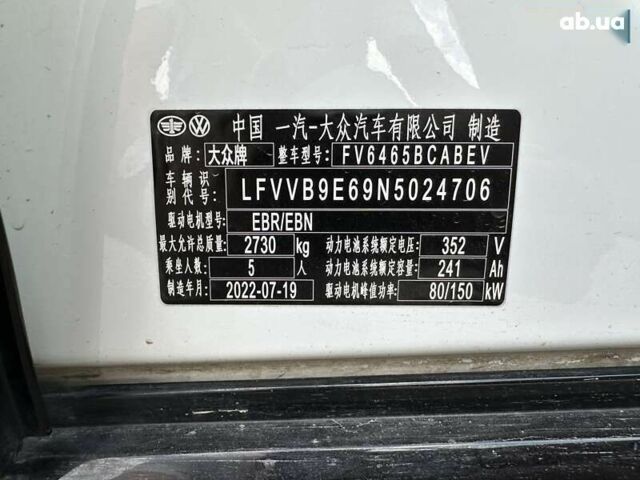 ab.ua
中国 一汽-大众汽车有限公司 制造
品牌: 大众牌 整车型号: FV6465BCABEV
车辆识别代号: LFVVB9E69N5024706
驱动电机型号: EBR/EBN
最大允许总质量: 2730 kg 动力电池系统额定电压: 352 V
乘坐人数: 5 人 动力电池系统额定容量: 241 Ah
制造年月: 2022-07-19 驱动电机峰值功率: 80/150 kW